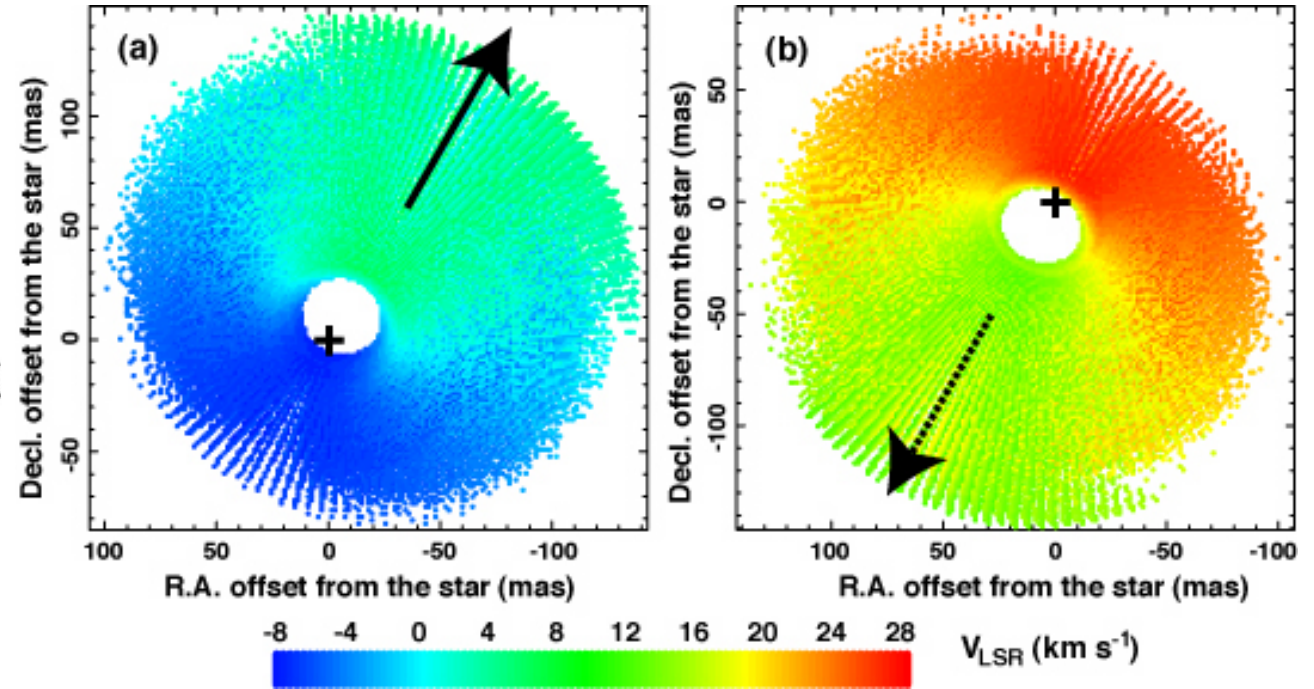 (a)
Decl. offset from the star (mas)
100
50
0
-50
100 50 0 -50 -100
R.A. offset from the star (mas)
(b)
Decl. offset from the star (mas)
50
0
-50
-100
100 50 0 -50 -100
R.A. offset from the star (mas)
-8 -4 0 4 8 12 16 20 24 28
V_LSR (km s⁻¹)